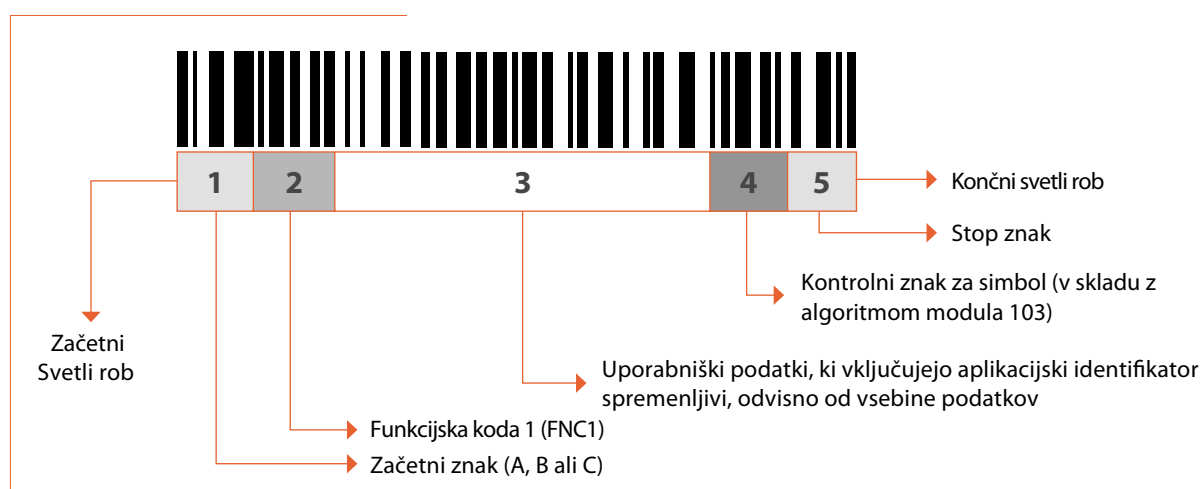 1 2 3 4 5
Končni svetli rob
Stop znak
Kontrolni znak za simbol (v skladu z
algoritmom modula 103)
Začetni
Svetli rob
Uporabniški podatki, ki vključujejo aplikacijski identifikator
spremenljivi, odvisno od vsebine podatkov
Funkcijska koda 1 (FNC1)
Začetni znak (A, B ali C)